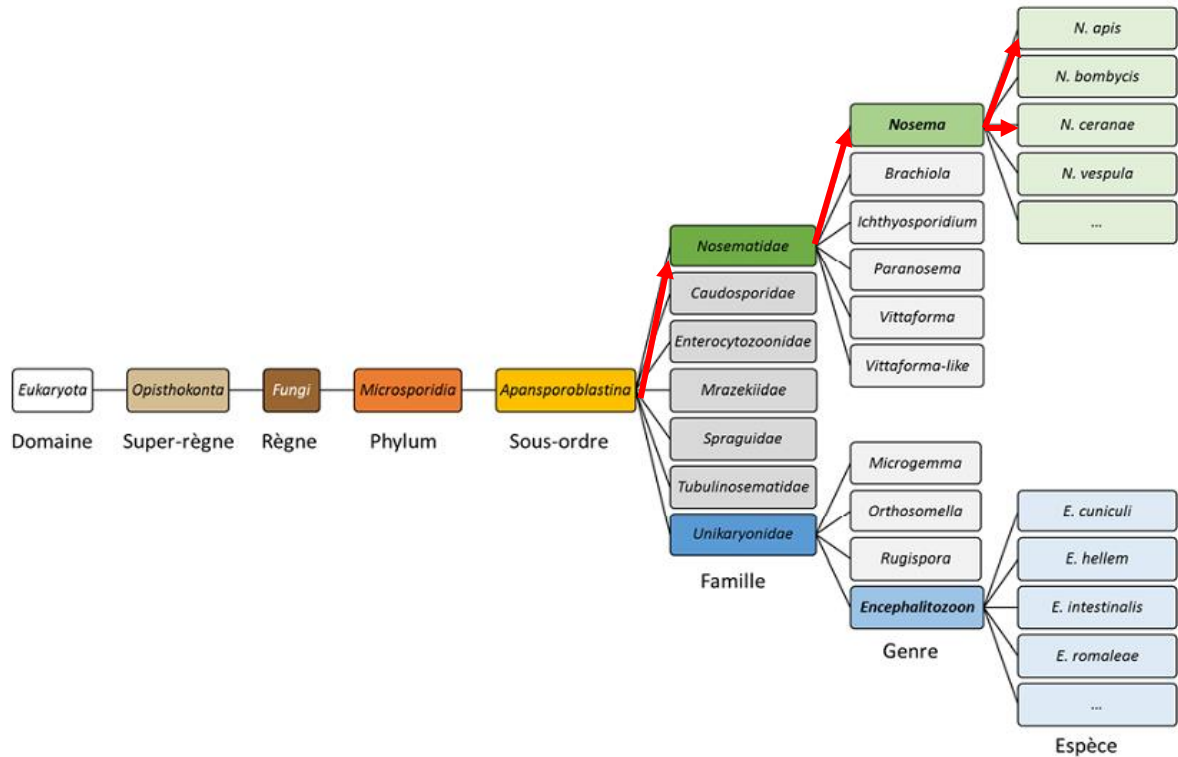 N. apis
N. bombycis
Nosema
N. ceranae
Brachiola
N. vespula
Ichthyosporidium
...
Nosematidae
Paranosema
Caudosporidae
Vittaforma
Enterocytozoonidae
Vittaforma-like
Eukaryota
Opisthokonta
Fungi
Microsporidia
Apansporoblastina
Mrazekiidae
Domaine
Super-règne
Règne
Phylum
Sous-ordre
Spraguidae
Microgemma
Tubulinosematidae
Orthosomella
E. cuniculi
Unikaryonidae
Rugispora
E. hellem
Famille
Encephalitozoon
E. intestinalis
Genre
E. romaleae
...
Espèce